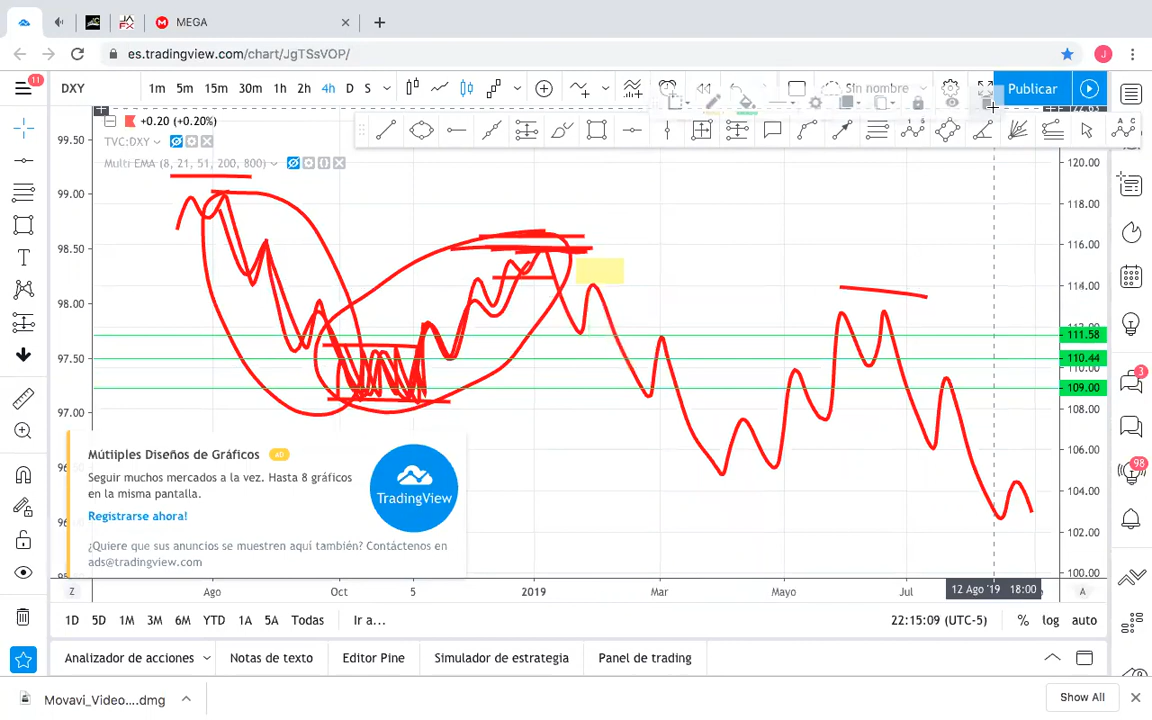 MEGA
es.tradingview.com/chart/JgTSsVOP/
11
DXY
1m 5m 15m 30m 1h 2h 4h D S
Sin nombre
Publicar
+0.20 (+0.20%)
TVC:DXY
Multi EMA (8, 21, 51, 200, 800)
99.50
99.00
98.50
98.00
97.50
97.00
120.00
118.00
116.00
114.00
111.58
110.44
110.00
109.00
108.00
106.00
104.00
102.00
100.00
3
98
Mútiiples Diseños de Gráficos AD
Seguir muchos mercados a la vez. Hasta 8 gráficos
en la misma pantalla.
Registrarse ahora!
¿Quiere que sus anuncios se muestren aquí también? Contáctenos en
ads@tradingview.com
TradingView
Z Ago Oct 5 2019 Mar Mayo Jul 12 Ago '19 18:00 A
1D 5D 1M 3M 6M YTD 1A 5A Todas Ir a...
22:15:09 (UTC-5) % log auto
Analizador de acciones Notas de texto Editor Pine Simulador de estrategia Panel de trading
Movavi_Video....dmg
Show All